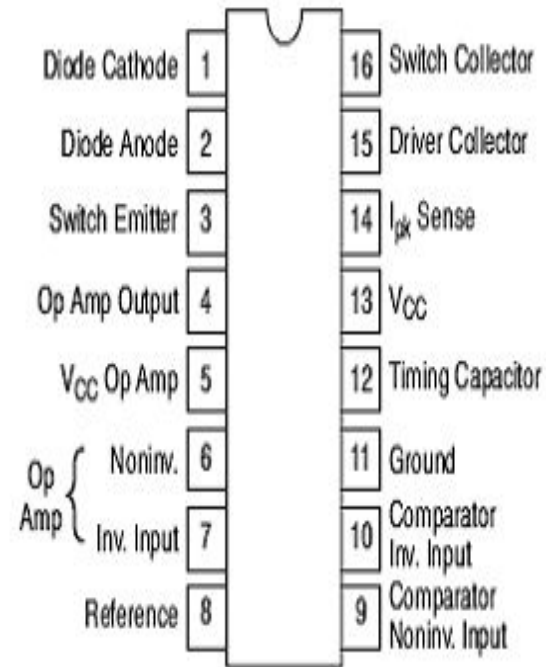 Diode Cathode 1
Diode Anode 2
Switch Emitter 3
Op Amp Output 4
VCC Op Amp 5
Op Amp
Noninv. 6
Inv. Input 7
Reference 8
16 Switch Collector
15 Driver Collector
14 Ipk Sense
13 VCC
12 Timing Capacitor
11 Ground
10 Comparator
Inv. Input
9 Comparator
Noninv. Input